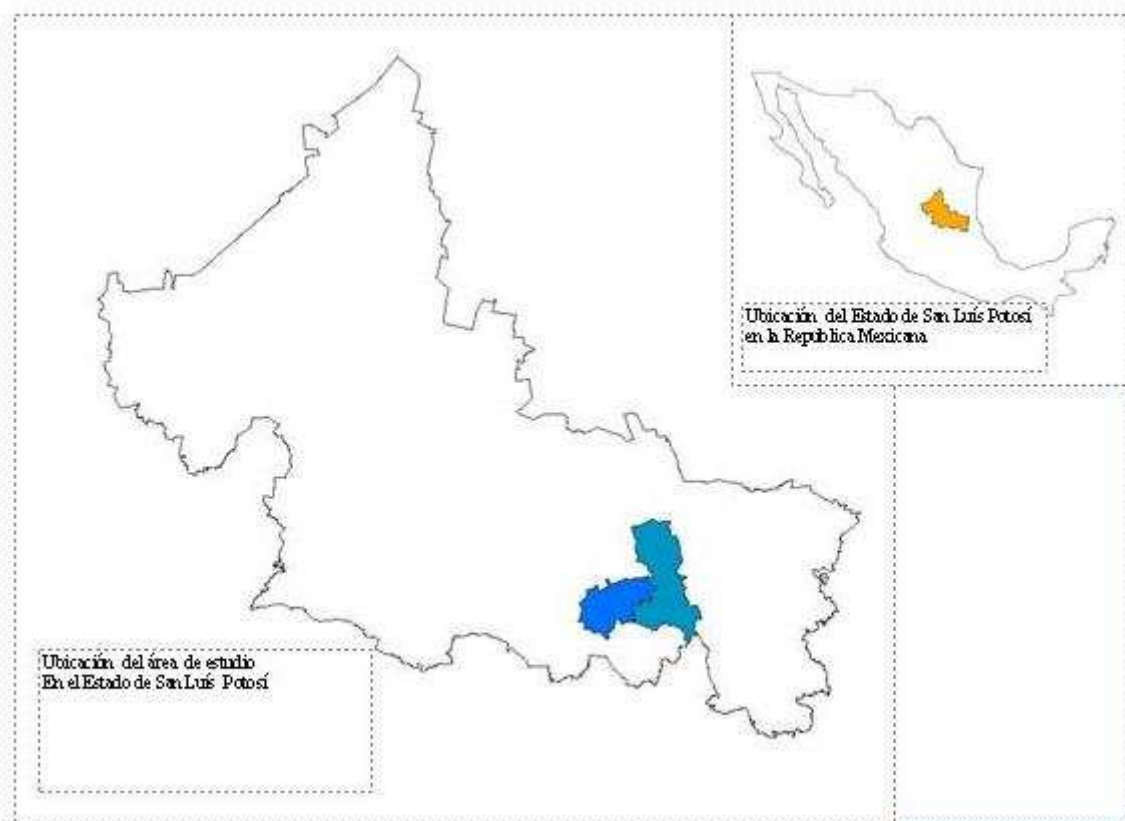 Ubicación del Estado de San Luís Potosí
en la República Mexicana
Ubicación del área de estudio
En el Estado de San Luís Potosí